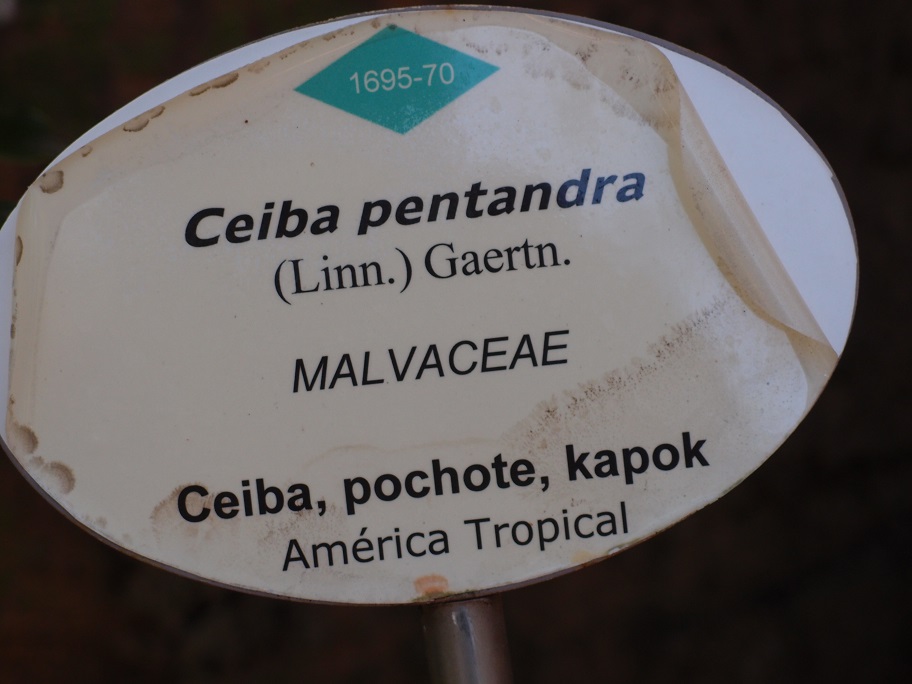 1695-70
Ceiba pentandra
(Linn.) Gaertn.
MALVACEAE
Ceiba, pochote, kapok
América Tropical